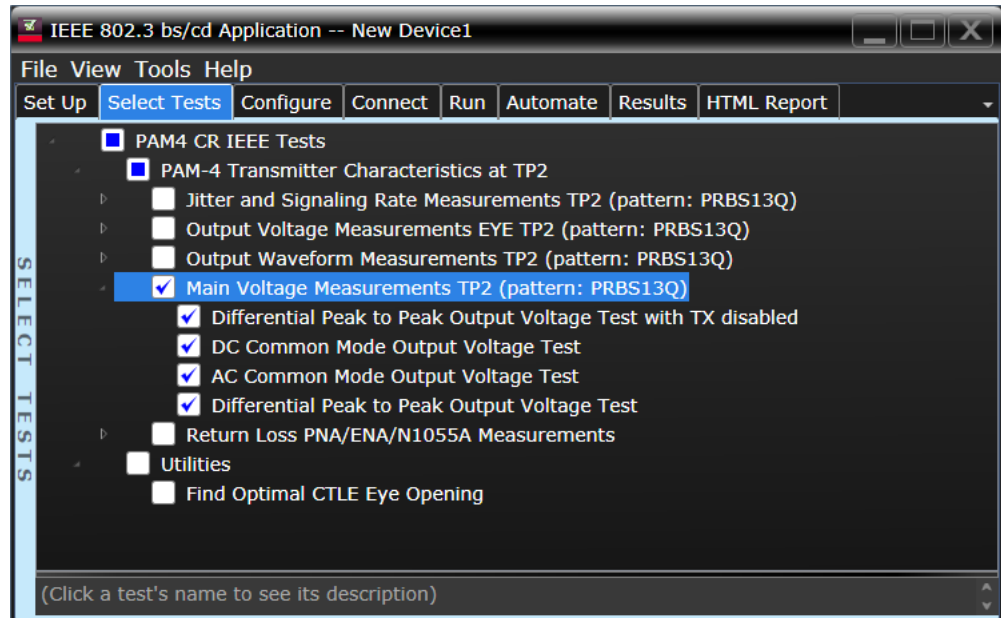 IEEE 802.3 bs/cd Application -- New Device1
File View Tools Help
Set Up Select Tests Configure Connect Run Automate Results HTML Report
SELECT TESTS
PAM4 CR IEEE Tests
PAM-4 Transmitter Characteristics at TP2
Jitter and Signaling Rate Measurements TP2 (pattern: PRBS13Q)
Output Voltage Measurements EYE TP2 (pattern: PRBS13Q)
Output Waveform Measurements TP2 (pattern: PRBS13Q)
Main Voltage Measurements TP2 (pattern: PRBS13Q)
Differential Peak to Peak Output Voltage Test with TX disabled
DC Common Mode Output Voltage Test
AC Common Mode Output Voltage Test
Differential Peak to Peak Output Voltage Test
Return Loss PNA/ENA/N1055A Measurements
Utilities
Find Optimal CTLE Eye Opening
(Click a test's name to see its description)